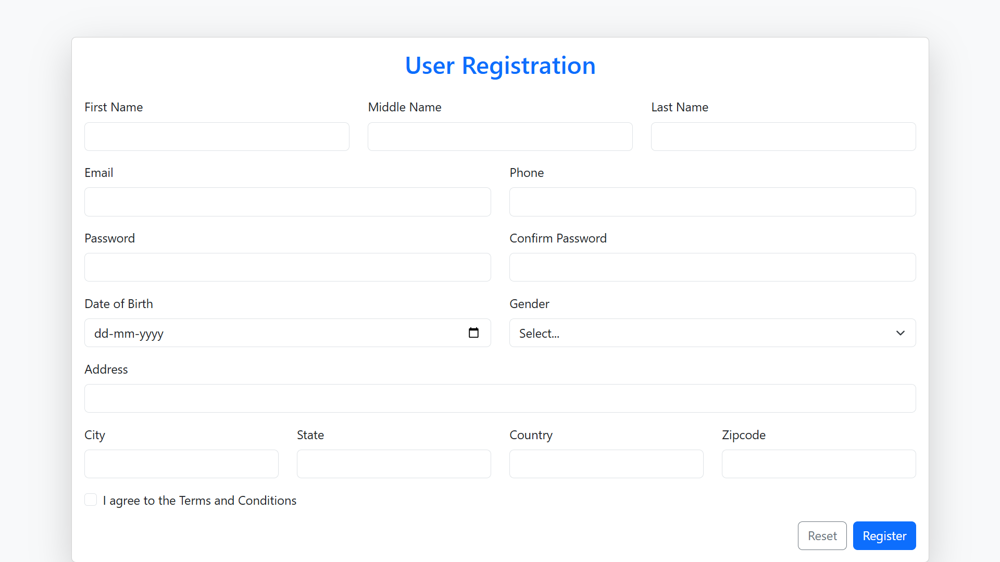 User Registration
First Name
Middle Name
Last Name
Email
Phone
Password
Confirm Password
Date of Birth
Gender
dd-mm-yyyy
Select...
Address
City
State
Country
Zipcode
I agree to the Terms and Conditions
Reset
Register